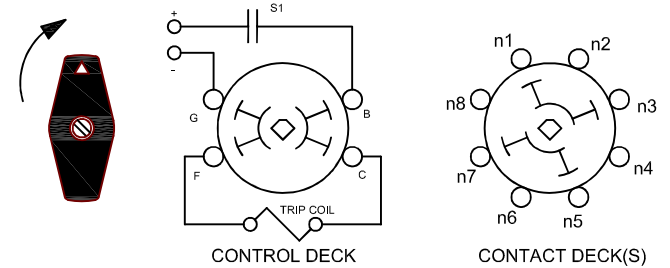 +
S1
-
G
B
F
C
TRIP COIL
CONTROL DECK
n1
n2
n8
n3
n7
n4
n6
n5
CONTACT DECK(S)